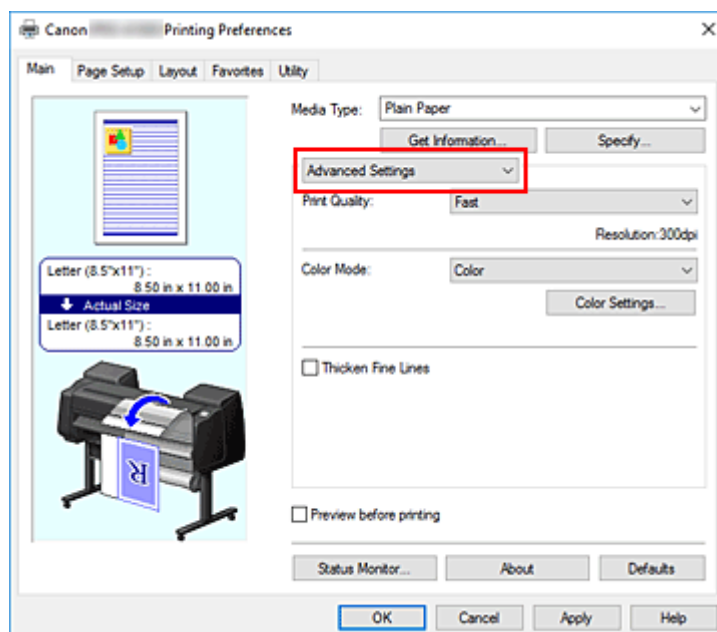 Canon Printing Preferences
Main Page Setup Layout Favorites Utility
Media Type: Plain Paper
Get Information... Specify...
Advanced Settings
Print Quality: Fast
Resolution:300dpi
Color Mode: Color
Color Settings...
Thicken Fine Lines
Letter (8.5"x11") :
8.50 in x 11.00 in
Actual Size
Letter (8.5"x11") :
8.50 in x 11.00 in
R
Preview before printing
Status Monitor... About Defaults
OK Cancel Apply Help